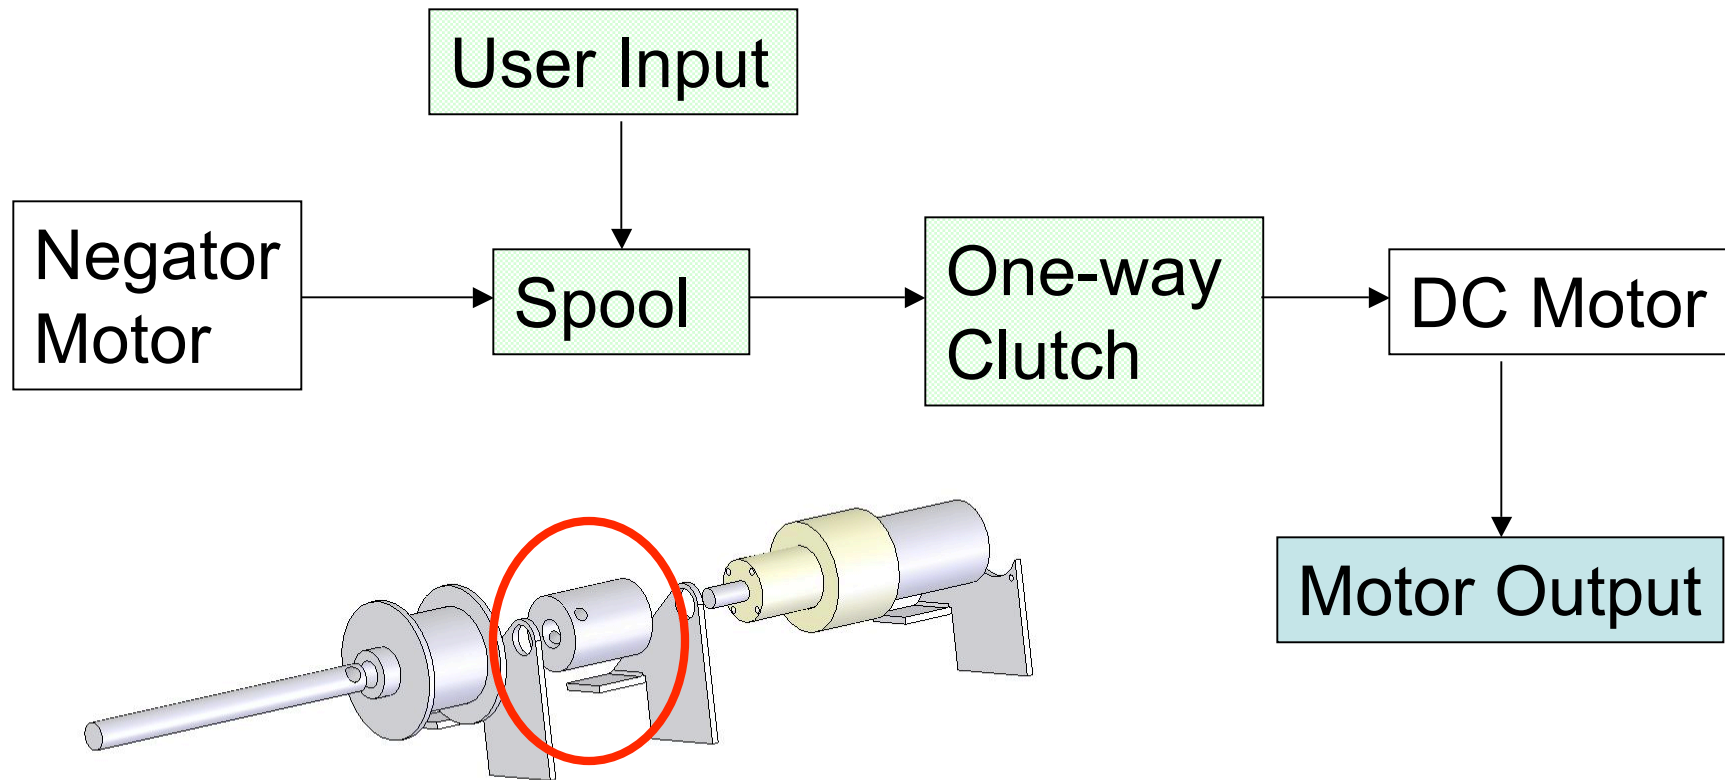 User Input
Negator
Motor
Spool
One-way
Clutch
DC Motor
Motor Output